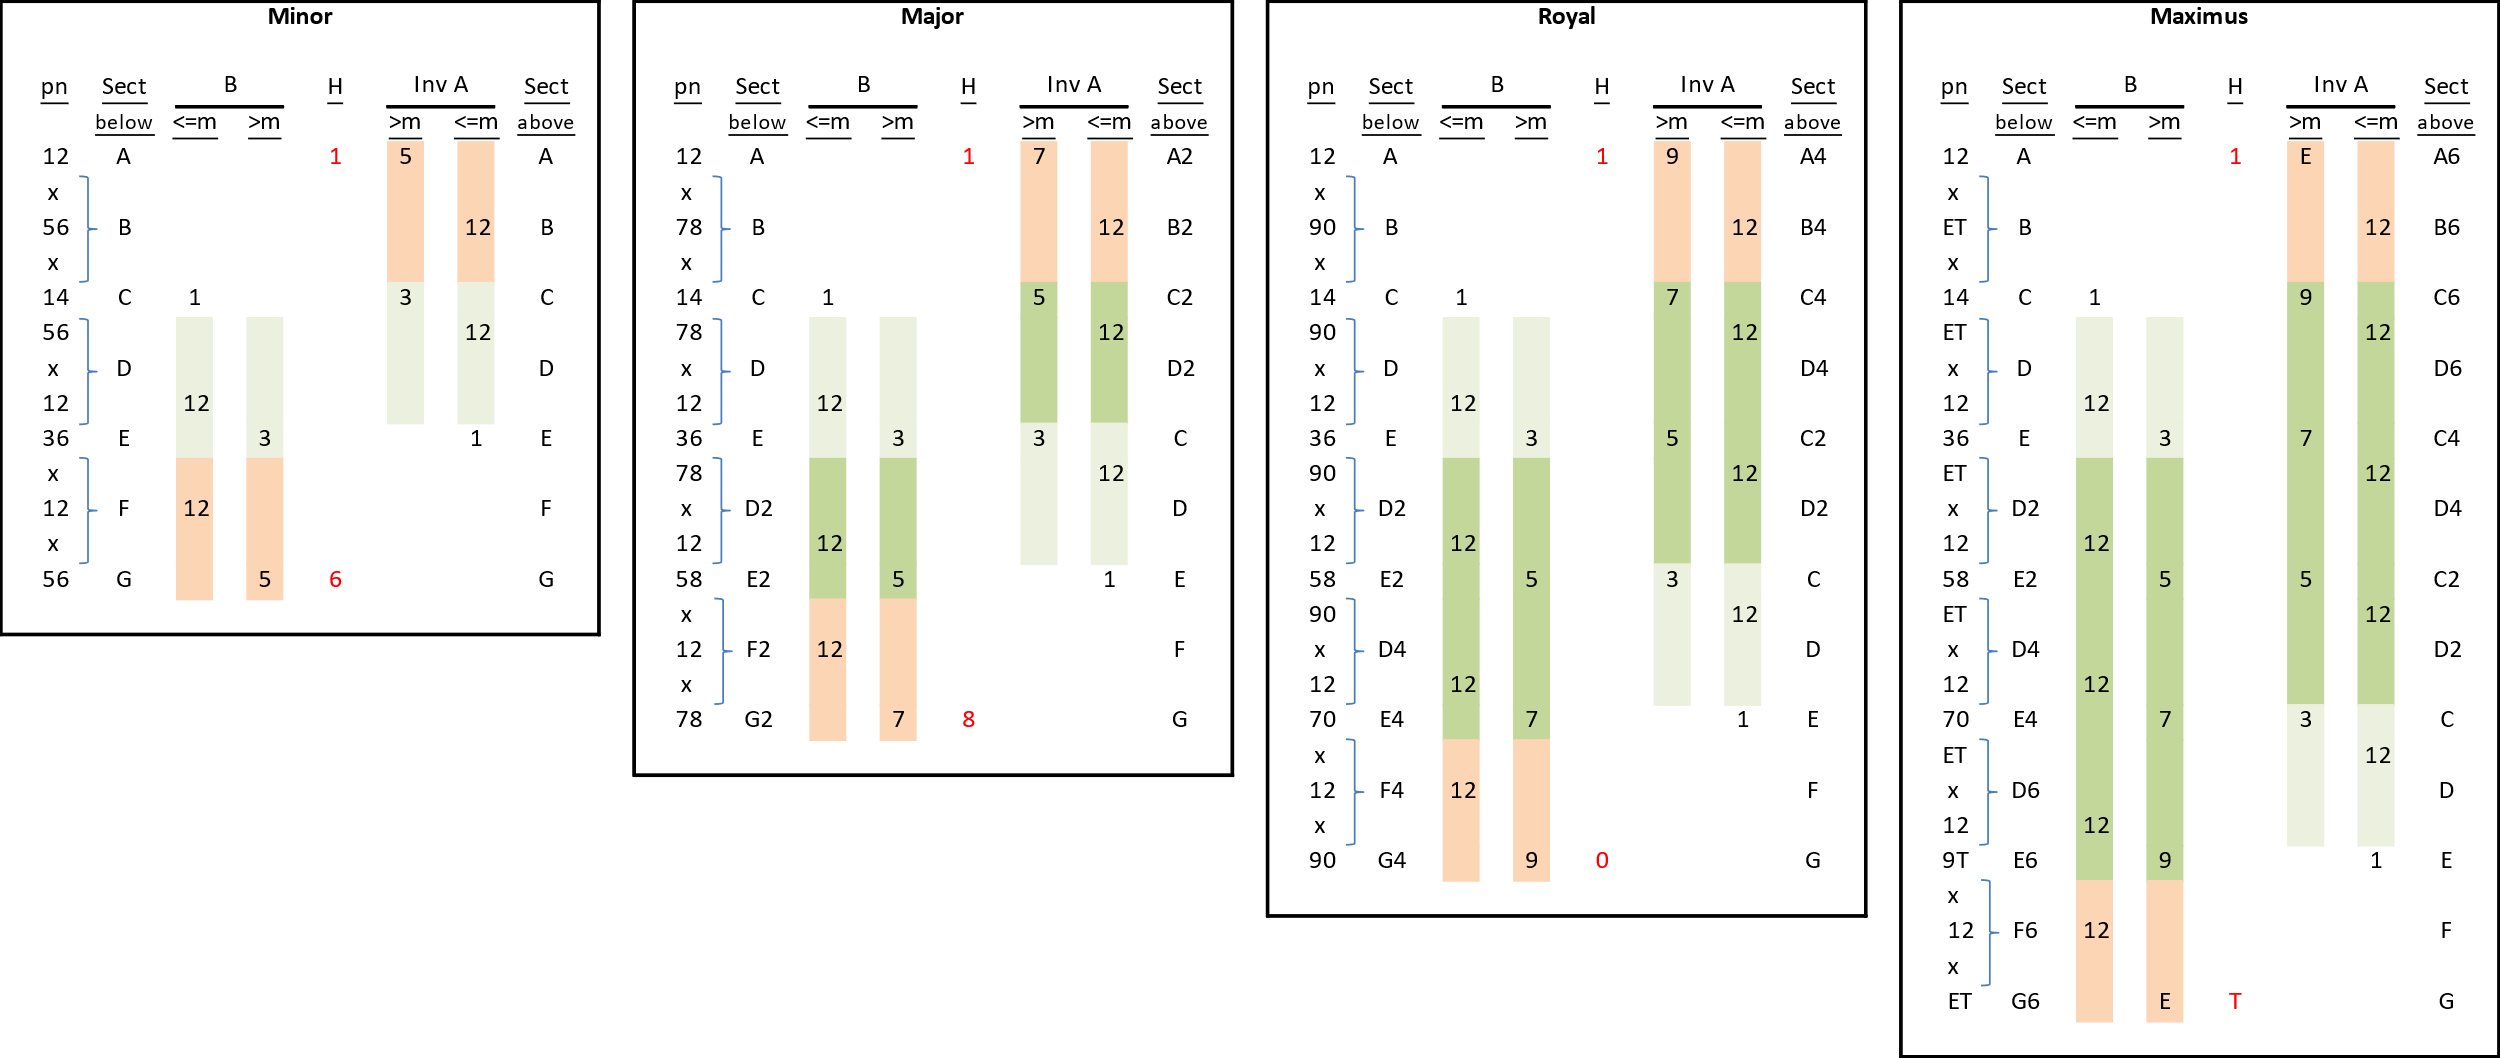 Minor
pn Sect B H Inv A Sect
below <=m >m >m <=m above
12 A 1 5 A
x
56 B 12 B
x
14 C 1 3 C
56 12
x D D
12 12
36 E 3 1 E
x
12 F 12 F
x
56 G 5 6 G
Major
pn Sect B H Inv A Sect
below <=m >m >m <=m above
12 A 1 7 A2
x
78 B 12 B2
x
14 C 1 5 C2
78 12
x D D2
12 12
36 E 3 3 C
78 12
x D2 D
12 12
58 E2 5 1 E
x
12 F2 12 F
x
78 G2 7 8 G
Royal
pn Sect B H Inv A Sect
below <=m >m >m <=m above
12 A 1 9 A4
x
90 B 12 B4
x
14 C 1 7 C4
90 12
x D D4
12 12
36 E 3 5 C2
90 12
x D2 D2
12 12
58 E2 5 3 C
90 12
x D4 D
12 12
70 E4 7 1 E
x
12 F4 12 F
x
90 G4 9 0 G
Maximus
pn Sect B H Inv A Sect
below <=m >m >m <=m above
12 A 1 E A6
x
ET B 12 B6
x
14 C 1 9 C6
ET 12
x D D6
12 12
36 E 3 7 C4
ET 12
x D2 D4
12 12
58 E2 5 5 C2
ET 12
x D4 D2
12 12
70 E4 7 3 C
ET 12
x D6 D
12 12
9T E6 9 1 E
x
12 F6 12 F
x
ET G6 E T G